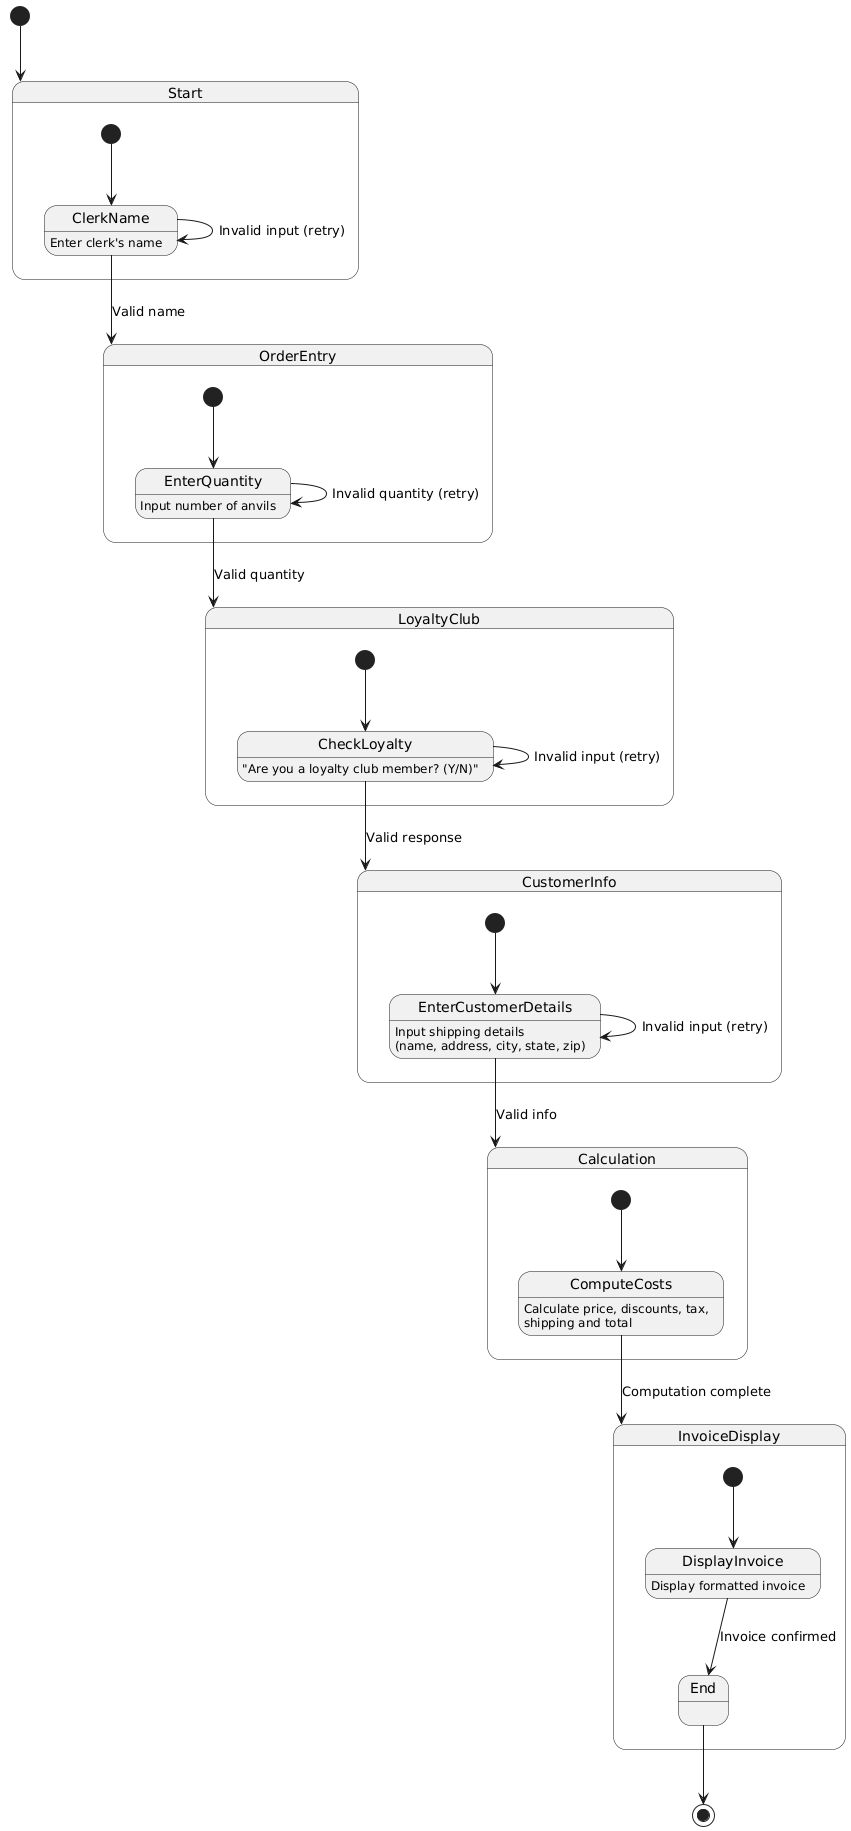 Start
ClerkName
Enter clerk's name
Invalid input (retry)
Valid name
OrderEntry
EnterQuantity
Input number of anvils
Invalid quantity (retry)
Valid quantity
LoyaltyClub
CheckLoyalty
"Are you a loyalty club member? (Y/N)"
Invalid input (retry)
Valid response
CustomerInfo
EnterCustomerDetails
Input shipping details
(name, address, city, state, zip)
Invalid input (retry)
Valid info
Calculation
ComputeCosts
Calculate price, discounts, tax,
shipping and total
Computation complete
InvoiceDisplay
DisplayInvoice
Display formatted invoice
Invoice confirmed
End